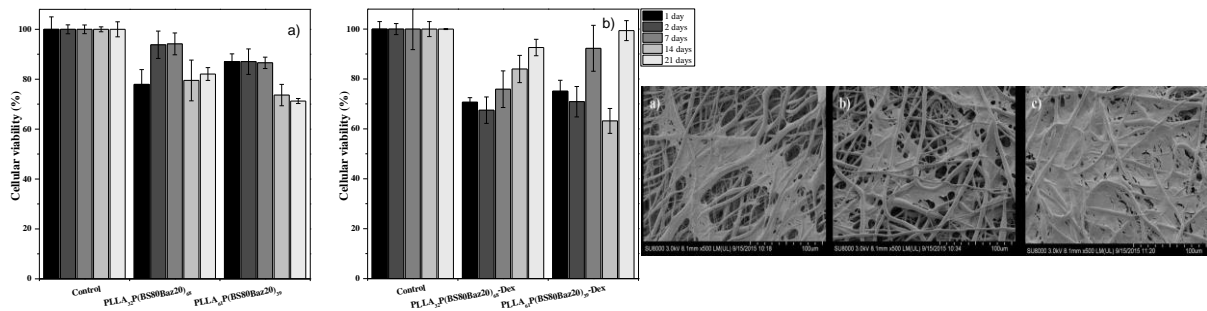 a)
100
80
60
40
20
0
Cellular viability (%)
Control
PLLA₃₂P(BS80Baz20)₆₈
PLLA₆₁P(BS80Baz20)₃₉
b)
100
80
60
40
20
0
Cellular viability (%)
Control
PLLA₃₂P(BS80Baz20)₆₈-Dex
PLLA₆₁P(BS80Baz20)₃₉-Dex
1 day
2 days
7 days
14 days
21 days
a)
SU8000 3.0kV 8.1mm x500 LM(UL) 9/15/2015 10:18 100um
b)
SU8000 3.0kV 8.1mm x500 LM(UL) 9/15/2015 10:34 100um
c)
SU8000 3.0kV 8.1mm x500 LM(UL) 9/15/2015 11:20 100um